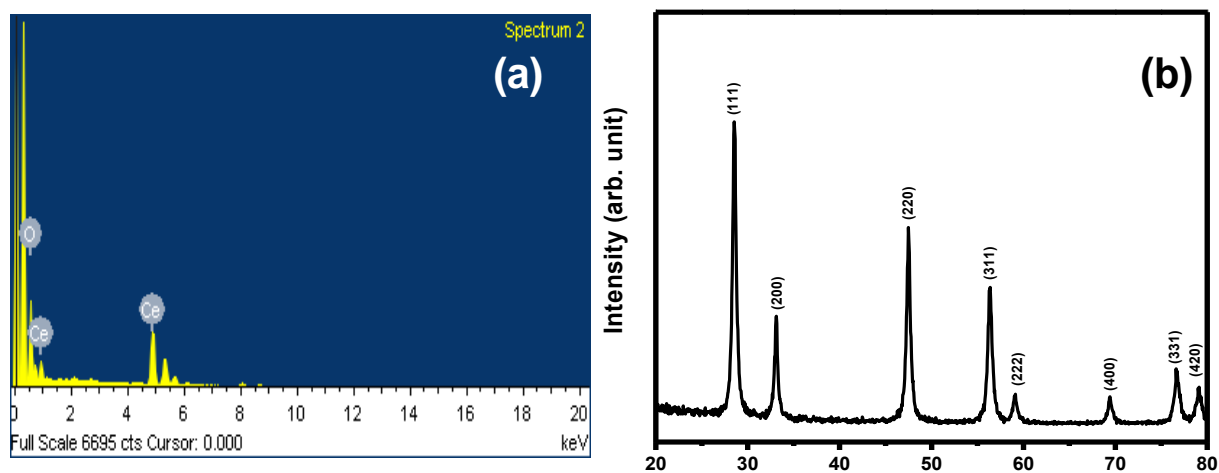 Spectrum 2
(a)
O
Ce
Ce
0 2 4 6 8 10 12 14 16 18 20
Full Scale 6695 cts Cursor: 0.000 keV
(b)
Intensity (arb. unit)
(111)
(200)
(220)
(311)
(222)
(400)
(331)
(420)
20 30 40 50 60 70 80